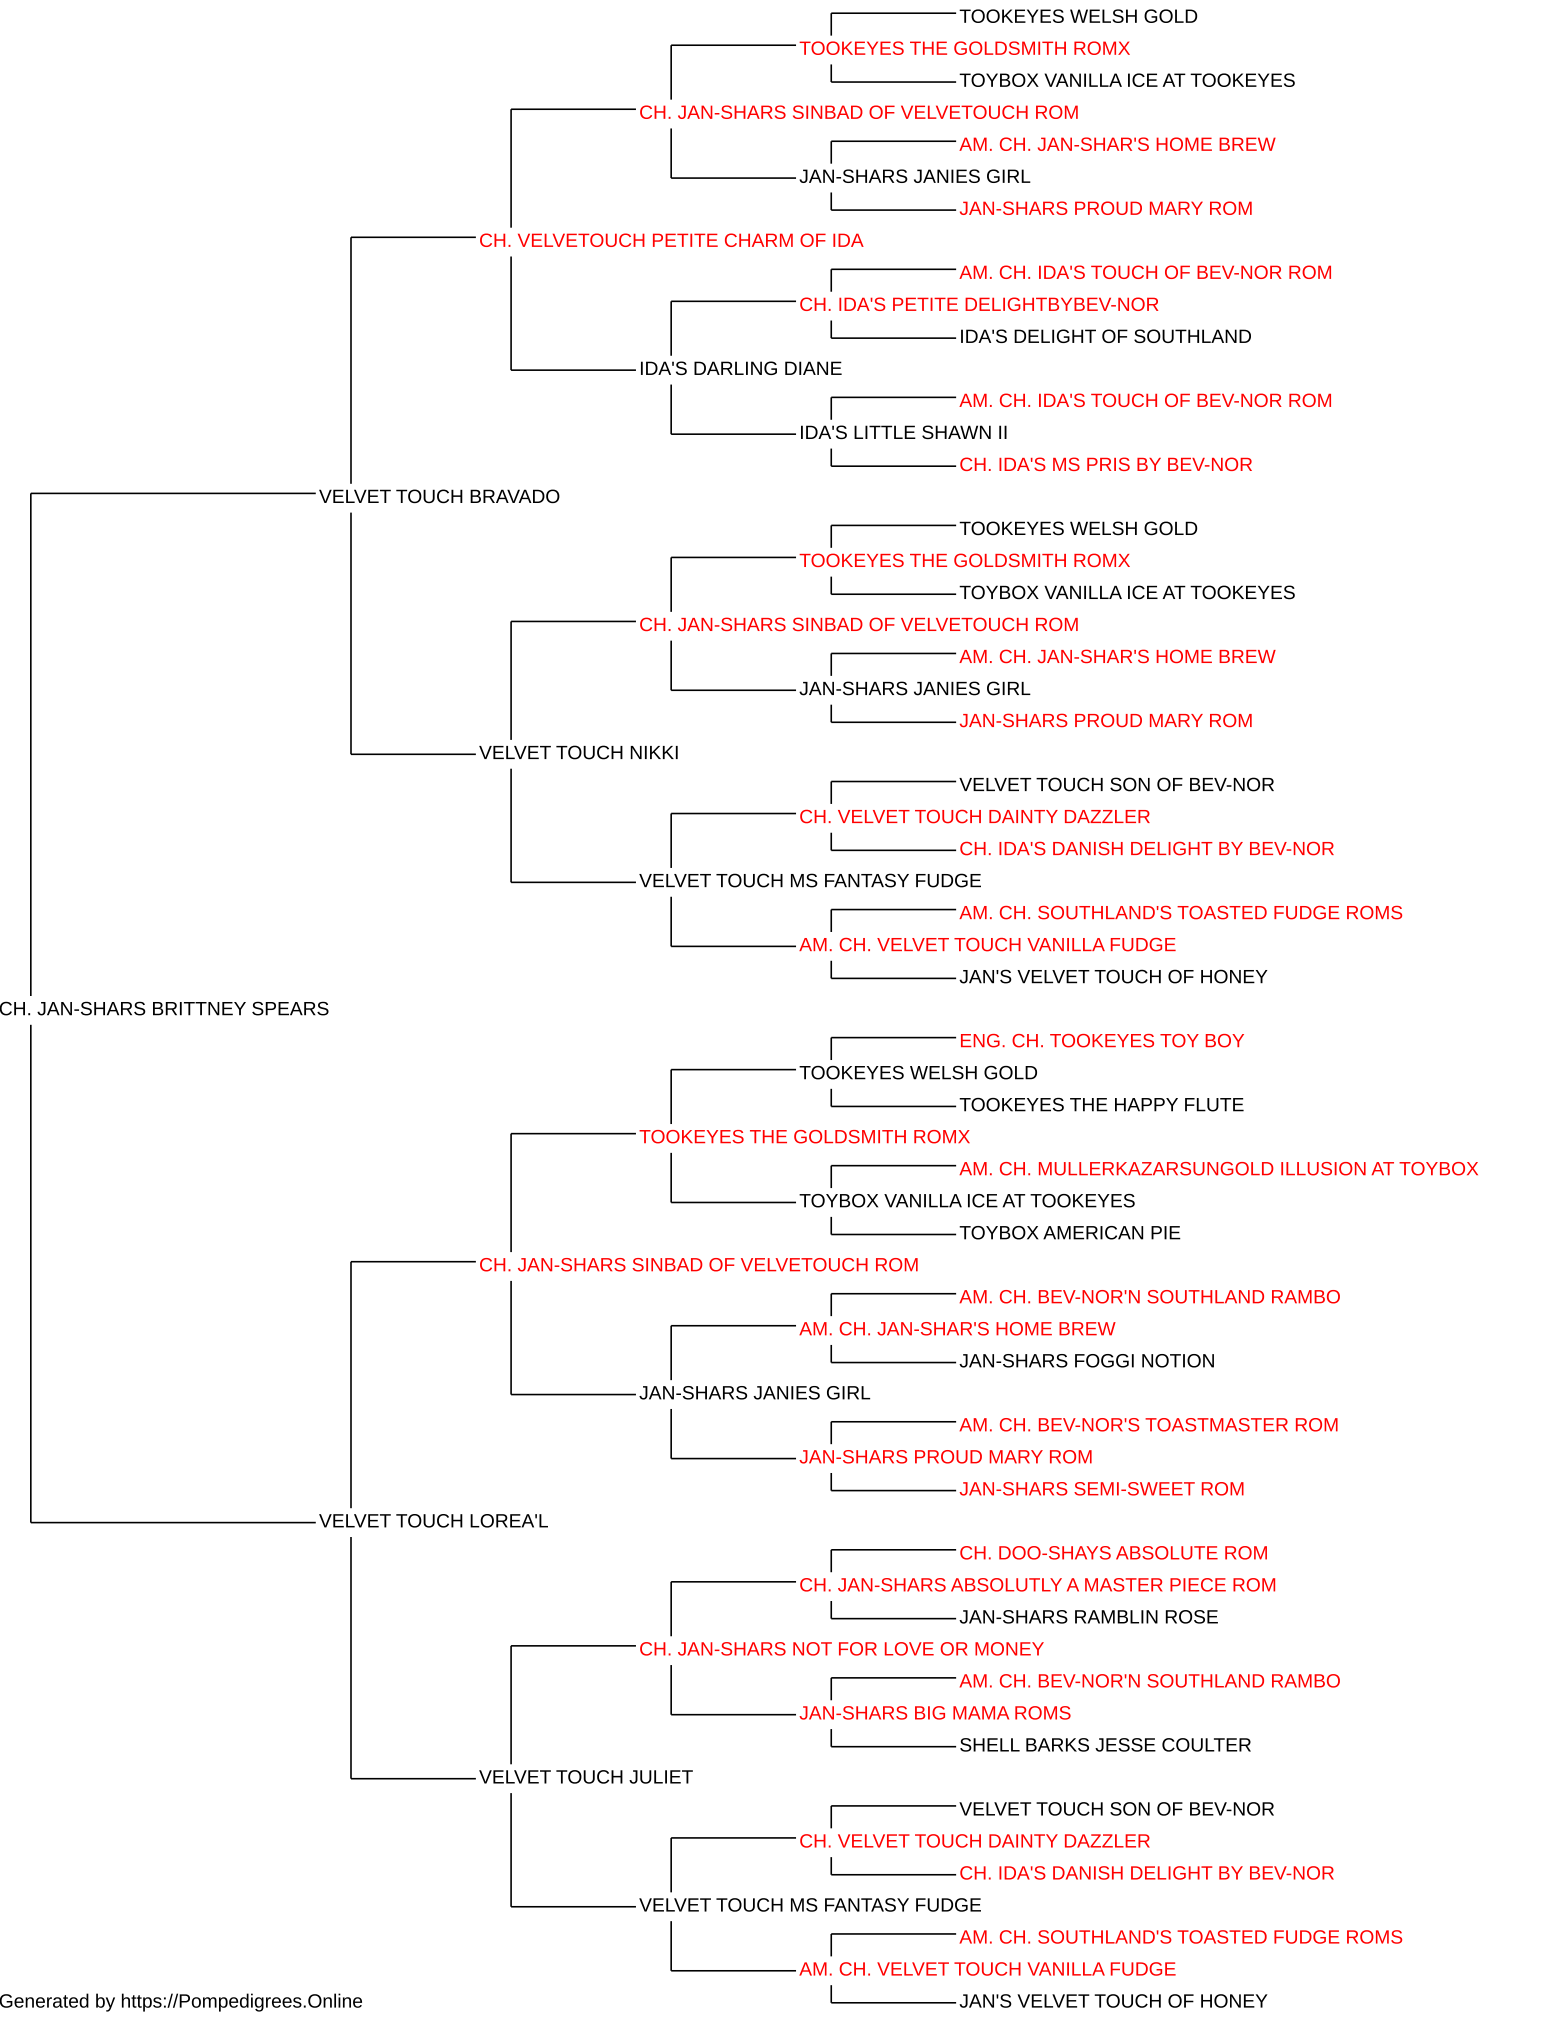 TOOKEYES WELSH GOLD
TOOKEYES THE GOLDSMITH ROMX
TOYBOX VANILLA ICE AT TOOKEYES
CH. JAN-SHARS SINBAD OF VELVETOUCH ROM
AM. CH. JAN-SHAR'S HOME BREW
JAN-SHARS JANIES GIRL
JAN-SHARS PROUD MARY ROM
CH. VELVETOUCH PETITE CHARM OF IDA
AM. CH. IDA'S TOUCH OF BEV-NOR ROM
CH. IDA'S PETITE DELIGHTBYBEV-NOR
IDA'S DELIGHT OF SOUTHLAND
IDA'S DARLING DIANE
AM. CH. IDA'S TOUCH OF BEV-NOR ROM
IDA'S LITTLE SHAWN II
CH. IDA'S MS PRIS BY BEV-NOR
VELVET TOUCH BRAVADO
TOOKEYES WELSH GOLD
TOOKEYES THE GOLDSMITH ROMX
TOYBOX VANILLA ICE AT TOOKEYES
CH. JAN-SHARS SINBAD OF VELVETOUCH ROM
AM. CH. JAN-SHAR'S HOME BREW
JAN-SHARS JANIES GIRL
JAN-SHARS PROUD MARY ROM
VELVET TOUCH NIKKI
VELVET TOUCH SON OF BEV-NOR
CH. VELVET TOUCH DAINTY DAZZLER
CH. IDA'S DANISH DELIGHT BY BEV-NOR
VELVET TOUCH MS FANTASY FUDGE
AM. CH. SOUTHLAND'S TOASTED FUDGE ROMS
AM. CH. VELVET TOUCH VANILLA FUDGE
JAN'S VELVET TOUCH OF HONEY
CH. JAN-SHARS BRITTNEY SPEARS
ENG. CH. TOOKEYES TOY BOY
TOOKEYES WELSH GOLD
TOOKEYES THE HAPPY FLUTE
TOOKEYES THE GOLDSMITH ROMX
AM. CH. MULLERKAZARSUNGOLD ILLUSION AT TOYBOX
TOYBOX VANILLA ICE AT TOOKEYES
TOYBOX AMERICAN PIE
CH. JAN-SHARS SINBAD OF VELVETOUCH ROM
AM. CH. BEV-NOR'N SOUTHLAND RAMBO
AM. CH. JAN-SHAR'S HOME BREW
JAN-SHARS FOGGI NOTION
JAN-SHARS JANIES GIRL
AM. CH. BEV-NOR'S TOASTMASTER ROM
JAN-SHARS PROUD MARY ROM
JAN-SHARS SEMI-SWEET ROM
VELVET TOUCH LOREA'L
CH. DOO-SHAYS ABSOLUTE ROM
CH. JAN-SHARS ABSOLUTLY A MASTER PIECE ROM
JAN-SHARS RAMBLIN ROSE
CH. JAN-SHARS NOT FOR LOVE OR MONEY
AM. CH. BEV-NOR'N SOUTHLAND RAMBO
JAN-SHARS BIG MAMA ROMS
SHELL BARKS JESSE COULTER
VELVET TOUCH JULIET
VELVET TOUCH SON OF BEV-NOR
CH. VELVET TOUCH DAINTY DAZZLER
CH. IDA'S DANISH DELIGHT BY BEV-NOR
VELVET TOUCH MS FANTASY FUDGE
AM. CH. SOUTHLAND'S TOASTED FUDGE ROMS
AM. CH. VELVET TOUCH VANILLA FUDGE
JAN'S VELVET TOUCH OF HONEY
Generated by https://Pompedigrees.Online